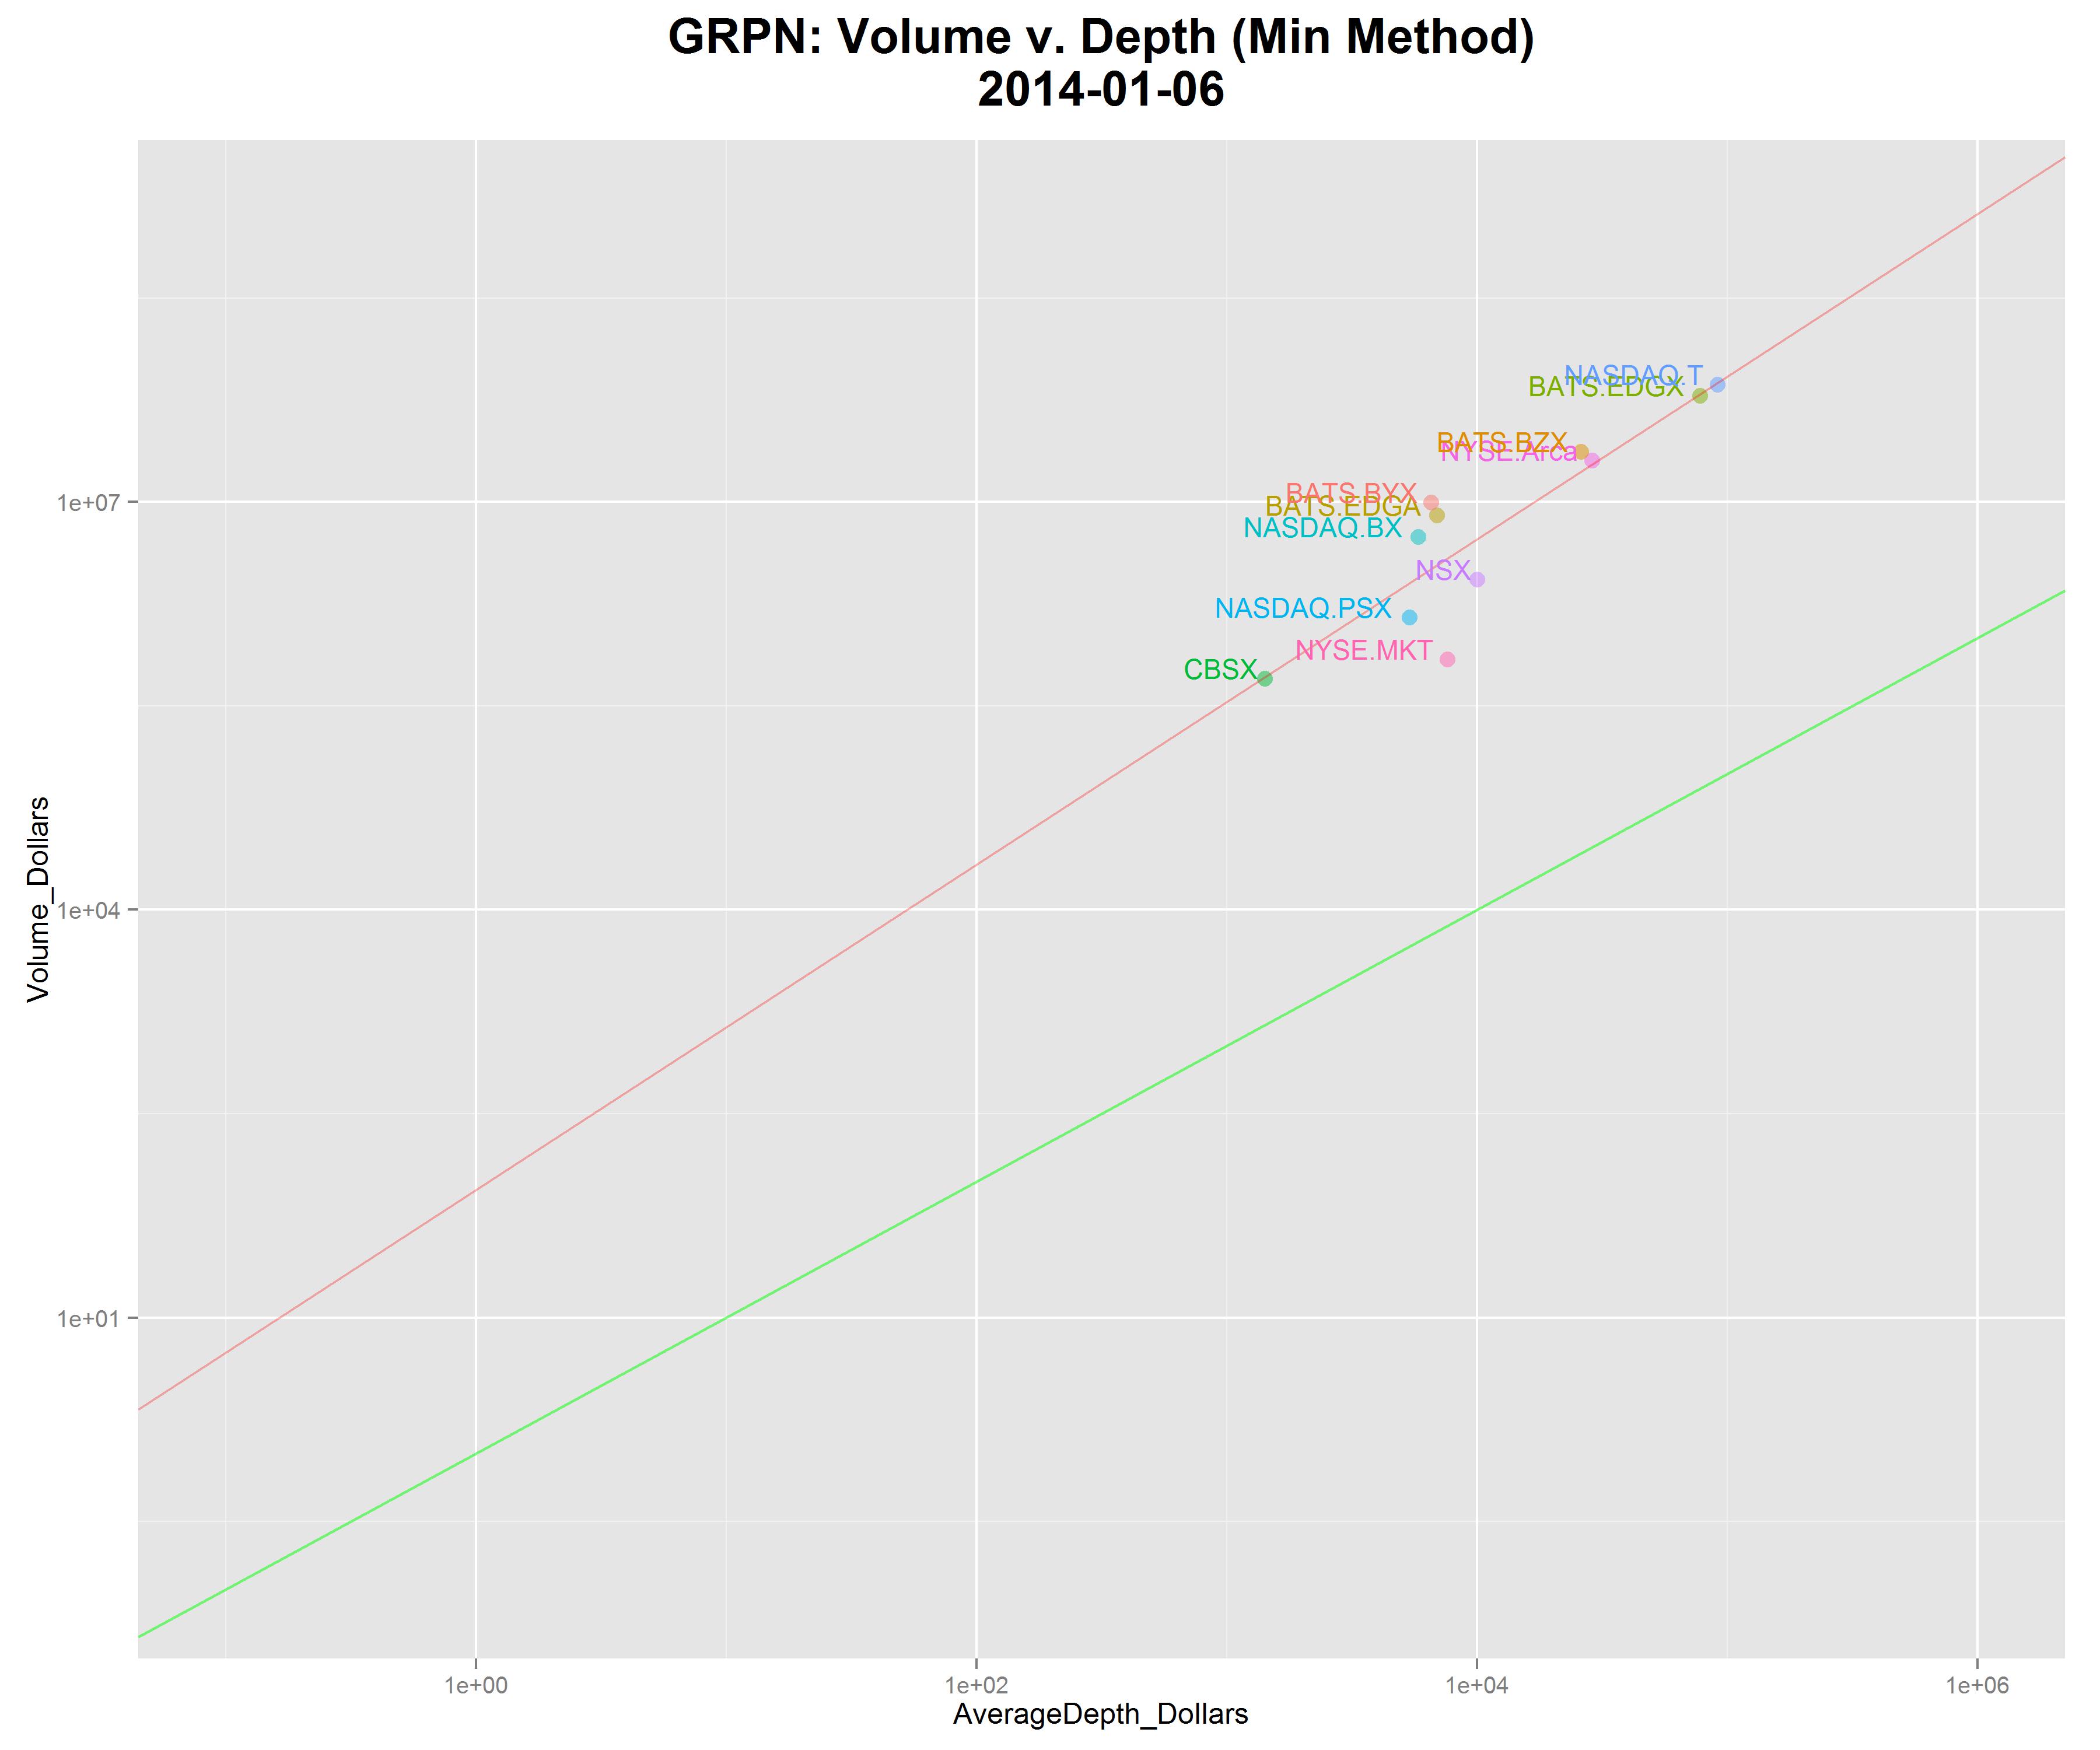 GRPN: Volume v. Depth (Min Method)
2014-01-06
NASDAQ.T
BATS.EDGX
BATS.BZX
NYSE.Arca
BATS.BYX
BATS.EDGA
NASDAQ.BX
NSX
NASDAQ.PSX
NYSE.MKT
CBSX
1e+07
1e+04
1e+01
Volume_Dollars
1e+00
1e+02
1e+04
1e+06
AverageDepth_Dollars